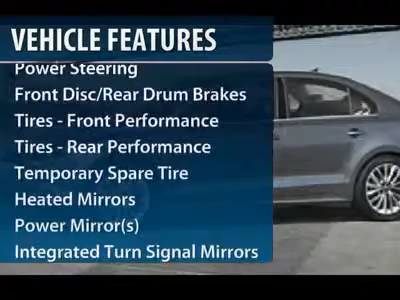 VEHICLE FEATURES
Power Steering
Front Disc/Rear Drum Brakes
Tires - Front Performance
Tires - Rear Performance
Temporary Spare Tire
Heated Mirrors
Power Mirror(s)
Integrated Turn Signal Mirrors